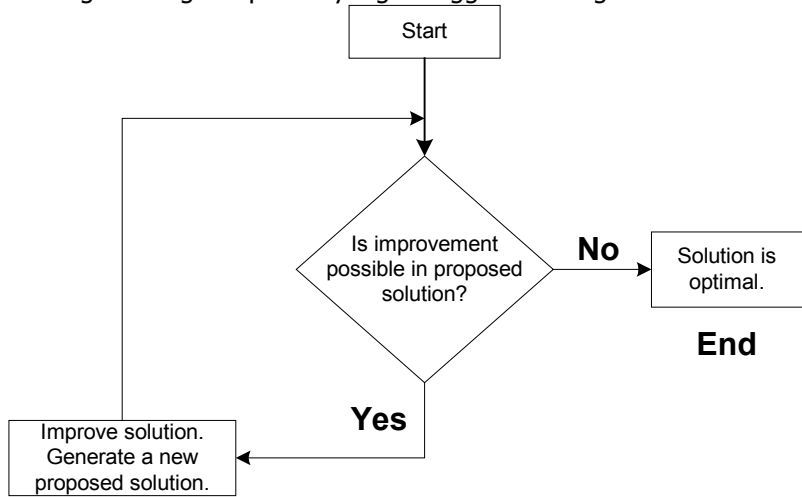 Start
Is improvement
possible in proposed
solution?
No
Solution is
optimal.
End
Yes
Improve solution.
Generate a new
proposed solution.